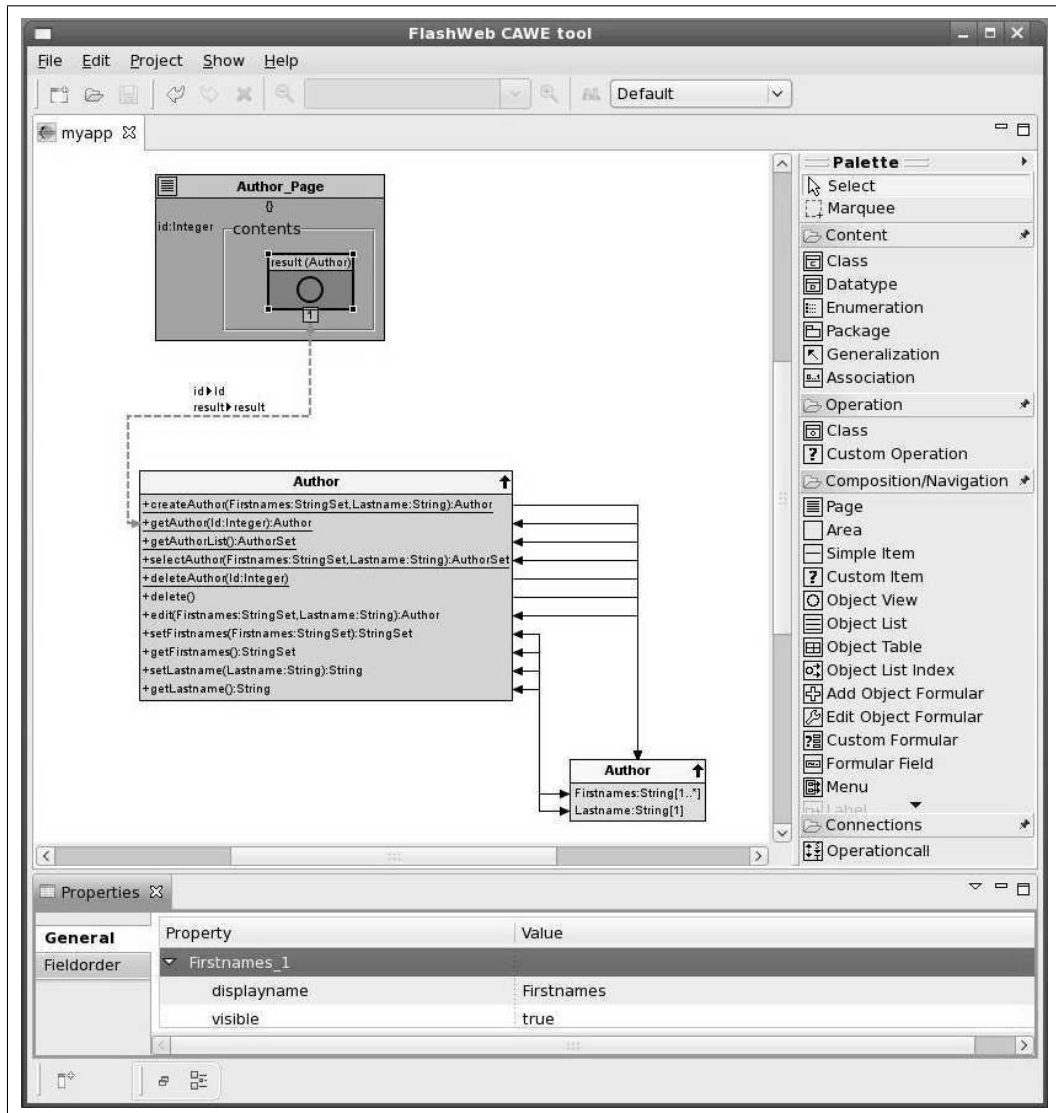 FlashWeb CAWE tool
File Edit Project Show Help
Default
myapp
Author_Page
{}
id:Integer
contents
result (Author)
1
id▶Id
result▶result
Author
+createAuthor(Firstnames:StringSet,Lastname:String):Author
+getAuthor(Id:Integer):Author
+getAuthorList():AuthorSet
+selectAuthor(Firstnames:StringSet,Lastname:String):AuthorSet
+deleteAuthor(Id:Integer)
+delete()
+edit(Firstnames:StringSet,Lastname:String):Author
+setFirstnames(Firstnames:StringSet):StringSet
+getFirstnames():StringSet
+setLastname(Lastname:String):String
+getLastname():String
Author
Firstnames:String[1..*]
Lastname:String[1]
Palette
Select
Marquee
Content
Class
Datatype
Enumeration
Package
Generalization
Association
Operation
Class
Custom Operation
Composition/Navigation
Page
Area
Simple Item
Custom Item
Object View
Object List
Object Table
Object List Index
Add Object Formular
Edit Object Formular
Custom Formular
Formular Field
Menu
Label
Connections
Operationcall
Properties
General
Fieldorder
Property Value
Firstnames_1
displayname Firstnames
visible true